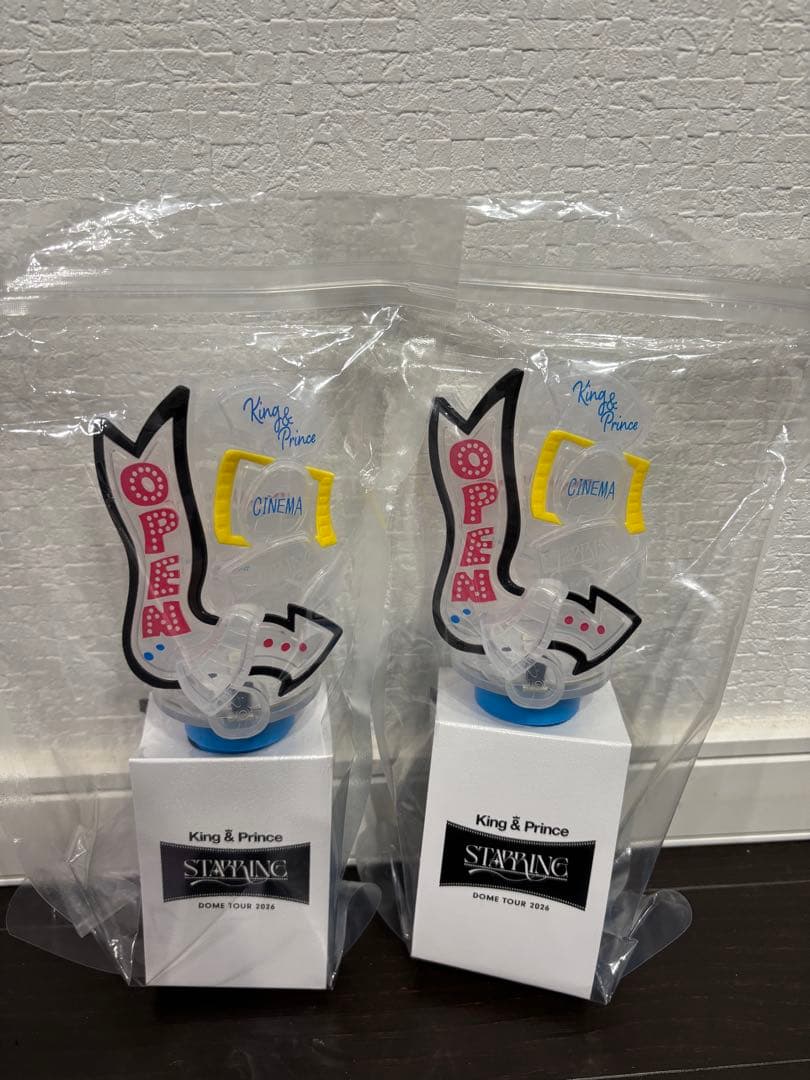 King
&
Prince
OPEN
CINEMA
King & Prince
STARRING
DOME TOUR 2026
King
&
Prince
OPEN
CINEMA
King & Prince
STARRING
DOME TOUR 2026